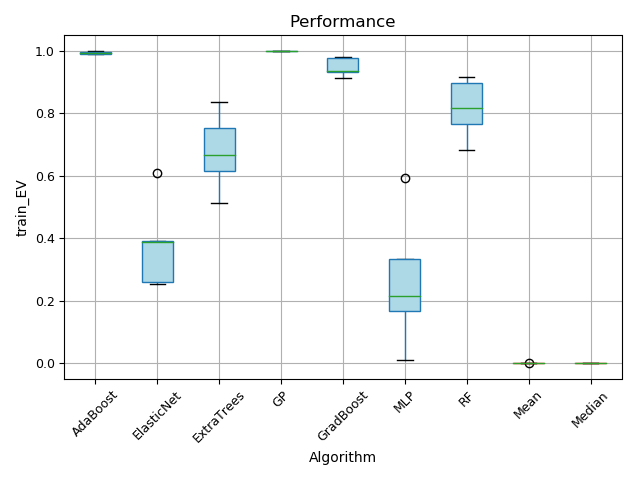 Performance
train_EV
1.0
0.8
0.6
0.4
0.2
0.0
AdaBoost
ElasticNet
ExtraTrees
GP
GradBoost
MLP
RF
Mean
Median
Algorithm